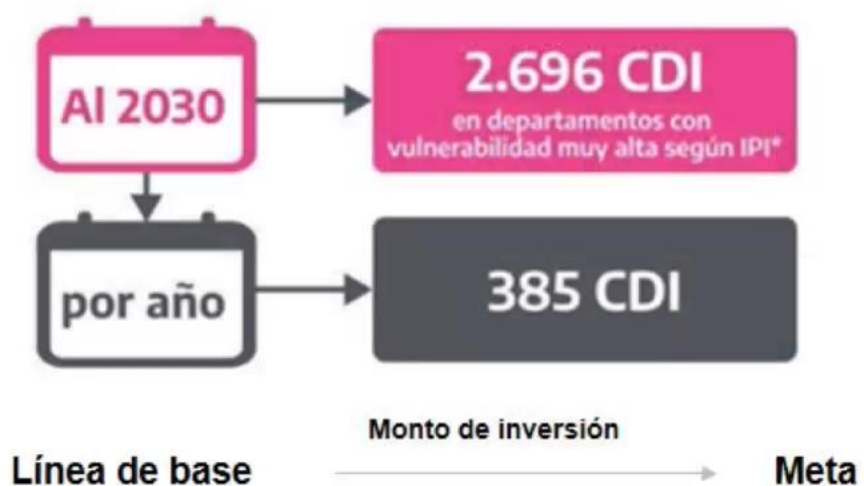 Al 2030
2.696 CDI
en departamentos con
vulnerabilidad muy alta según IPI*
por año
385 CDI
Monto de inversión
Línea de base
Meta